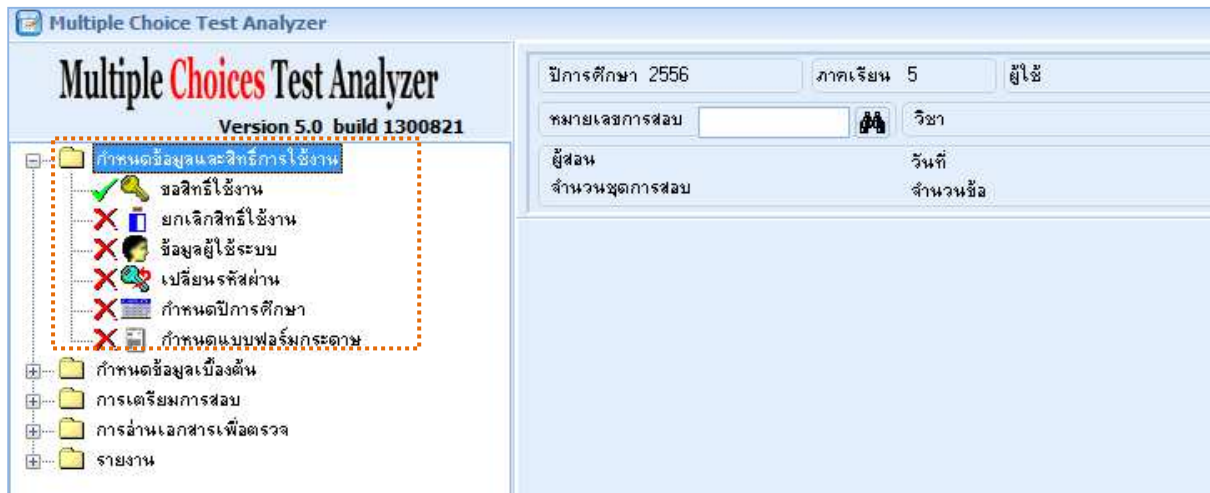 Multiple Choice Test Analyzer
Multiple Choices Test Analyzer
Version 5.0 build 1300821
กำหนดข้อมูลและสิทธิ์การใช้งาน
ขอสิทธิ์ใช้งาน
ยกเลิกสิทธิ์ใช้งาน
ข้อมูลผู้ใช้ระบบ
เปลี่ยนรหัสผ่าน
กำหนดปีการศึกษา
กำหนดแบบฟอร์มกระดาษ
กำหนดข้อมูลเบื้องต้น
การเตรียมการสอบ
การอ่านเอกสารเพื่อตรวจ
รายงาน
ปีการศึกษา 2556 ภาคเรียน 5 ผู้ใช้
หมายเลขการสอบ วิชา
ผู้สอน วันที่
จำนวนชุดการสอบ จำนวนข้อ